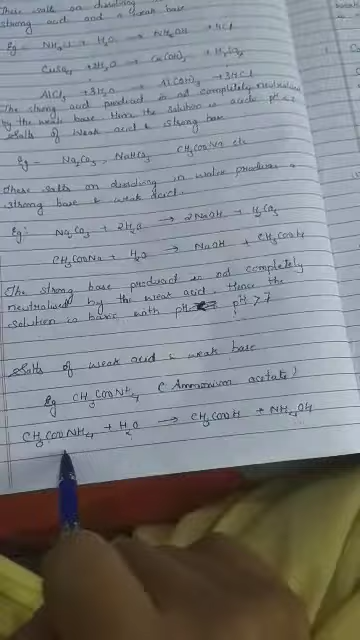 These salts on dissolving
strong acid and a weak base
Eg - NH₄Cl + H₂O → NH₄OH + HCl
CuSO₄ + 2H₂O → Cu(OH)₂ + H₂SO₄
AlCl₃ + 3H₂O → Al(OH)₃ + 3HCl
The strong acid produced is not completely neutralised
by the weak base. Hence the solution is acidic pH < 7
Salts of Weak acid & strong base
Eg - Na₂CO₃, NaHCO₃ CH₃COONa etc
These salts on dissolving in water produces a
strong base & weak acid.
Eg: Na₂CO₃ + 2H₂O → 2NaOH + H₂CO₃
CH₃COONa + H₂O → NaOH + CH₃COOH
The strong base produced is not completely
neutralised by the weak acid. Hence the
solution is basic with pH pH > 7
Salts of weak acid & weak base
Eg CH₃COONH₄ (Ammonium acetate)
CH₃COONH₄ + H₂O → CH₃COOH + NH₄OH